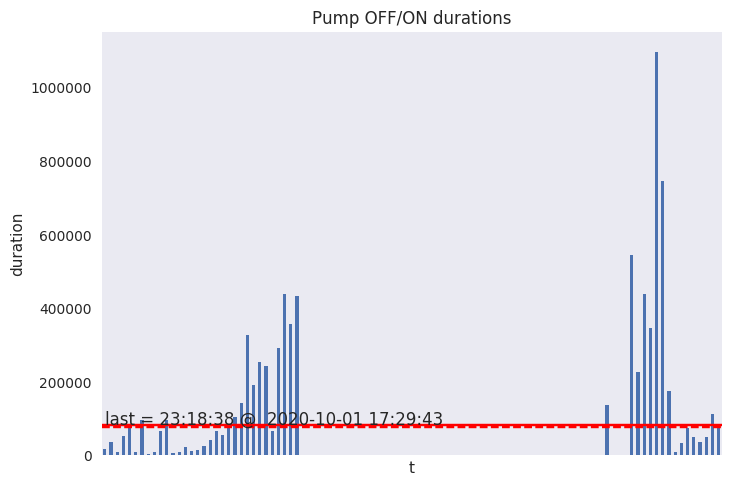 Pump OFF/ON durations
1000000
800000
600000
400000
200000
0
duration
last = 23:18:38 @ 2020-10-01 17:29:43
t